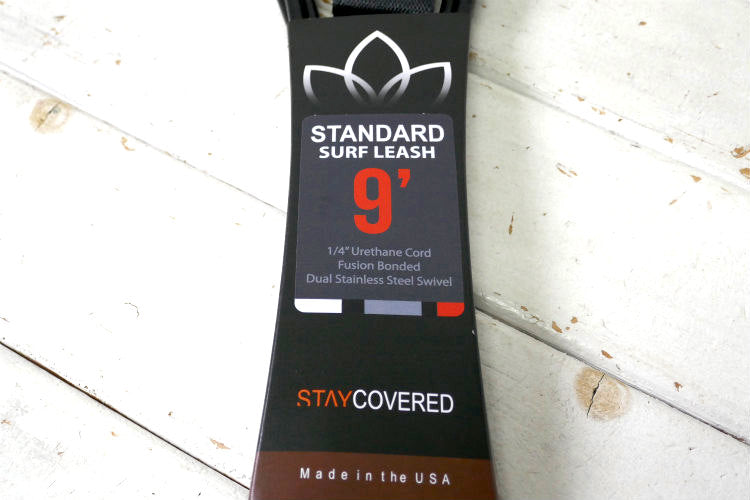 STANDARD
SURF LEASH
9’
1/4” Urethane Cord
Fusion Bonded
Dual Stainless Steel Swivel
STAYCOVERED
Made in the USA